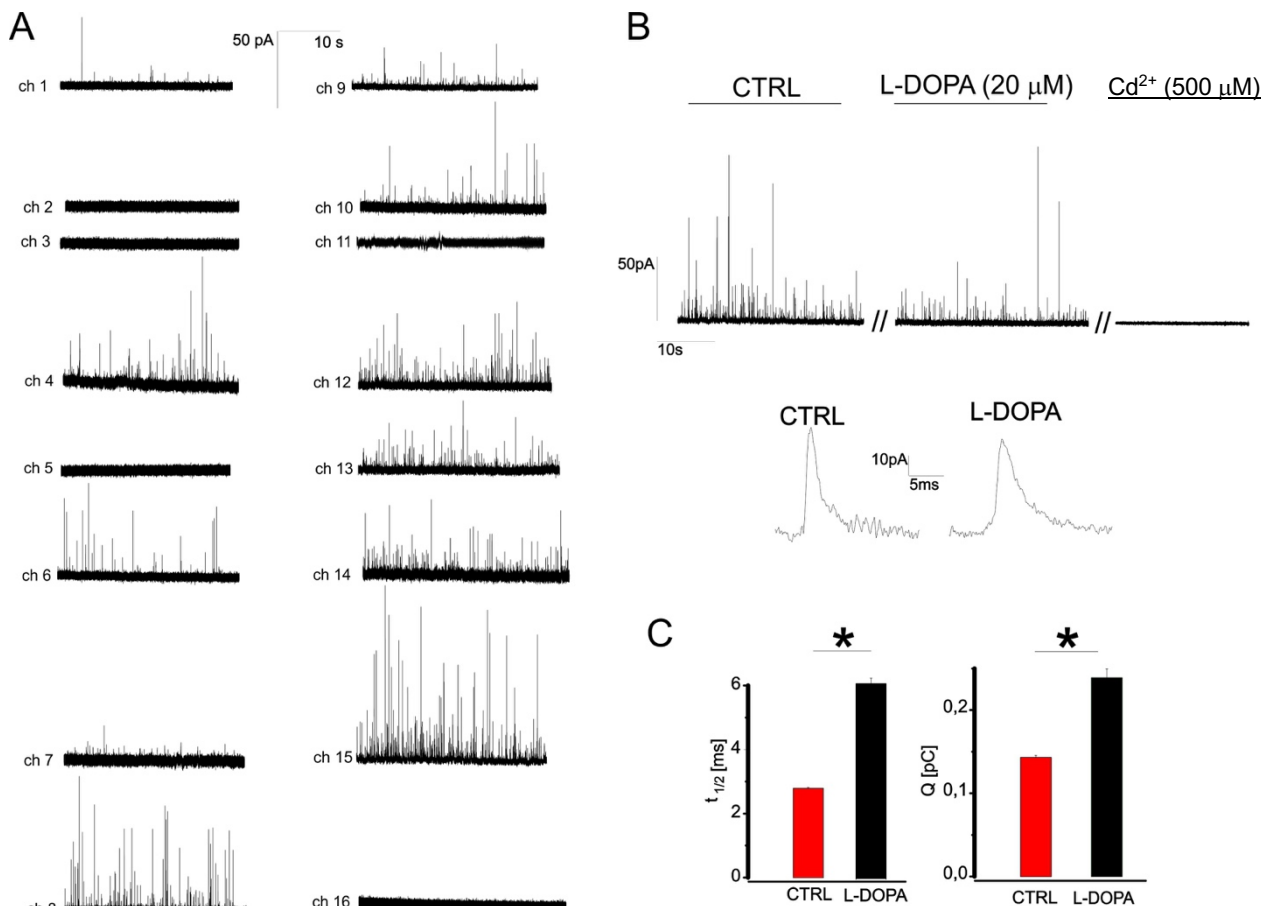 A
50 pA
10 s
ch 1
ch 9
ch 2
ch 10
ch 3
ch 11
ch 4
ch 12
ch 5
ch 13
ch 6
ch 14
ch 7
ch 15
ch 16
B
CTRL
L-DOPA (20 µM)
Cd²⁺ (500 µM)
50pA
//
//
10s
CTRL
L-DOPA
10pA
5ms
C
*
*
t 1/2 [ms]
6
4
2
0
CTRL L-DOPA
Q [pC]
0,2
0,1
0,0
CTRL L-DOPA